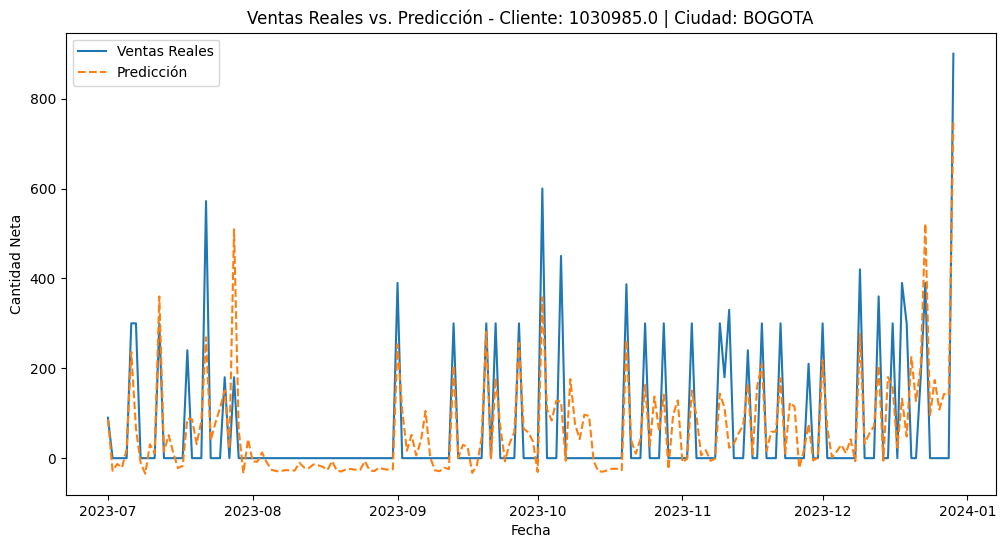 Ventas Reales vs. Predicción - Cliente: 1030985.0 | Ciudad: BOGOTA
Ventas Reales
Predicción
Cantidad Neta
800
600
400
200
0
2023-07 2023-08 2023-09 2023-10 2023-11 2023-12 2024-01
Fecha